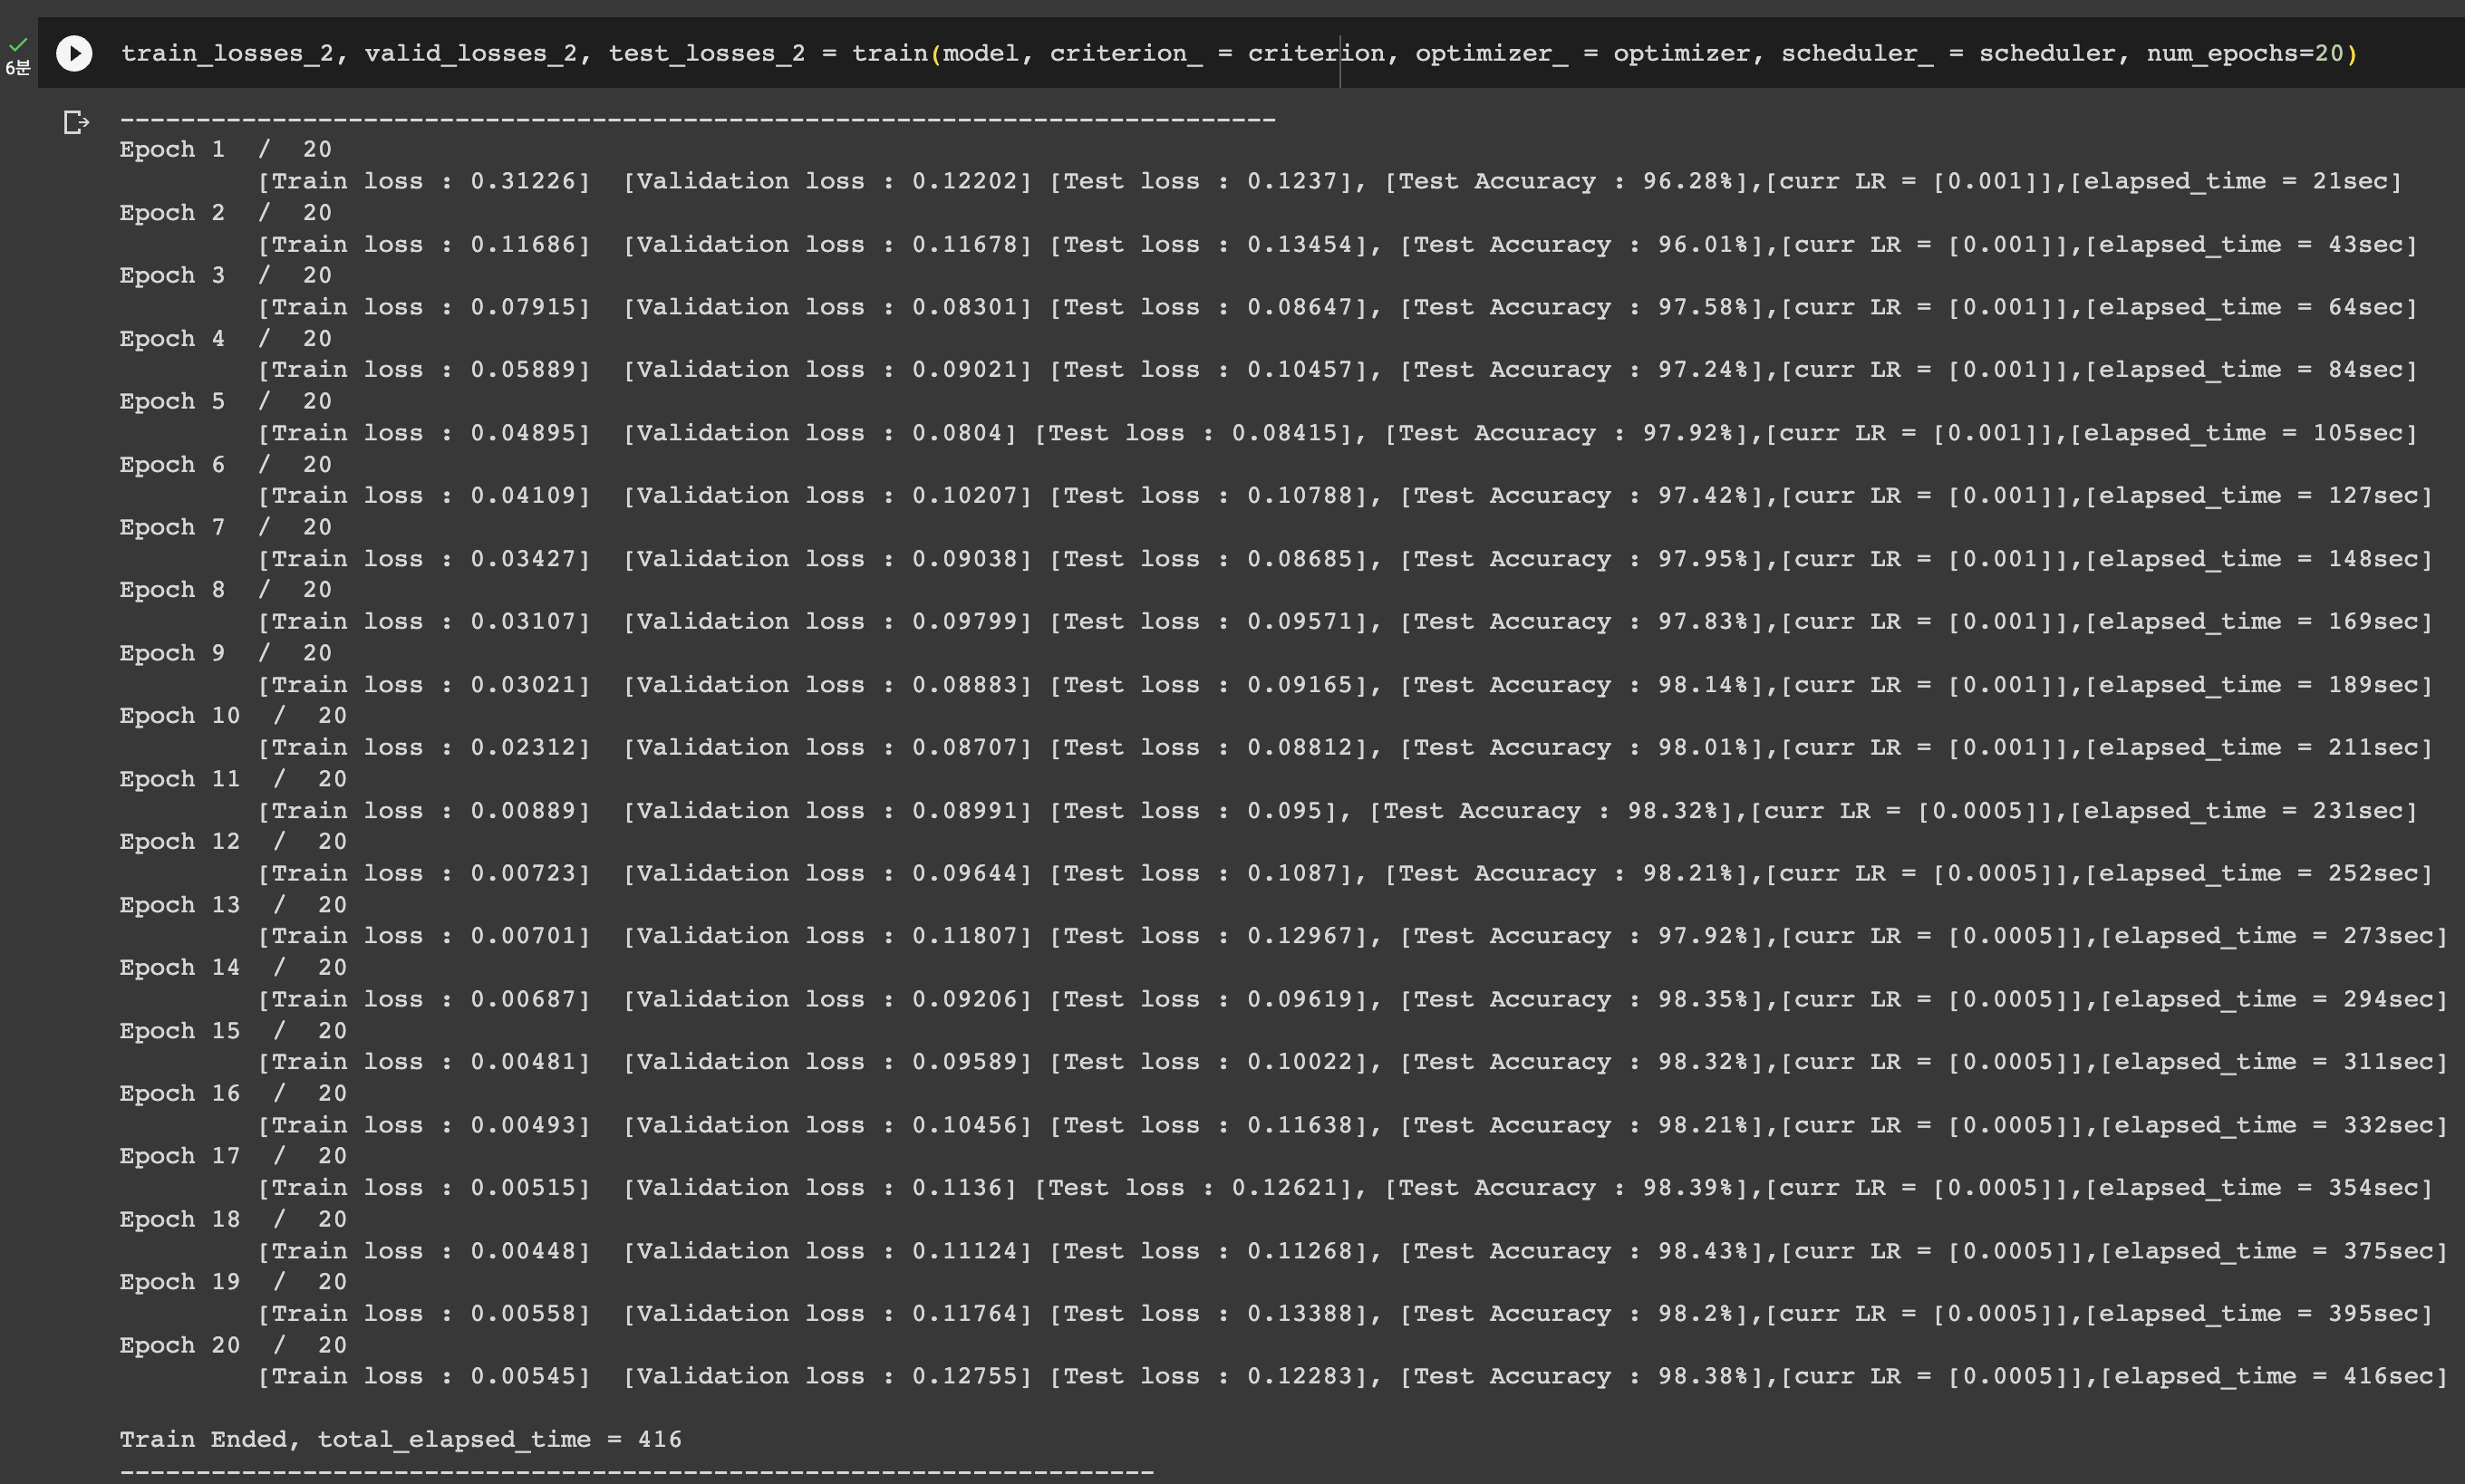 6분
train_losses_2, valid_losses_2, test_losses_2 = train(model, criterion_ = criterion, optimizer_ = optimizer, scheduler_ = scheduler, num_epochs=20)
----------------------------------------------------------------------------
Epoch 1  /  20
[Train loss : 0.31226]  [Validation loss : 0.12202] [Test loss : 0.1237], [Test Accuracy : 96.28%],[curr LR = [0.001]],[elapsed_time = 21sec]
Epoch 2  /  20
[Train loss : 0.11686]  [Validation loss : 0.11678] [Test loss : 0.13454], [Test Accuracy : 96.01%],[curr LR = [0.001]],[elapsed_time = 43sec]
Epoch 3  /  20
[Train loss : 0.07915]  [Validation loss : 0.08301] [Test loss : 0.08647], [Test Accuracy : 97.58%],[curr LR = [0.001]],[elapsed_time = 64sec]
Epoch 4  /  20
[Train loss : 0.05889]  [Validation loss : 0.09021] [Test loss : 0.10457], [Test Accuracy : 97.24%],[curr LR = [0.001]],[elapsed_time = 84sec]
Epoch 5  /  20
[Train loss : 0.04895]  [Validation loss : 0.0804] [Test loss : 0.08415], [Test Accuracy : 97.92%],[curr LR = [0.001]],[elapsed_time = 105sec]
Epoch 6  /  20
[Train loss : 0.04109]  [Validation loss : 0.10207] [Test loss : 0.10788], [Test Accuracy : 97.42%],[curr LR = [0.001]],[elapsed_time = 127sec]
Epoch 7  /  20
[Train loss : 0.03427]  [Validation loss : 0.09038] [Test loss : 0.08685], [Test Accuracy : 97.95%],[curr LR = [0.001]],[elapsed_time = 148sec]
Epoch 8  /  20
[Train loss : 0.03107]  [Validation loss : 0.09799] [Test loss : 0.09571], [Test Accuracy : 97.83%],[curr LR = [0.001]],[elapsed_time = 169sec]
Epoch 9  /  20
[Train loss : 0.03021]  [Validation loss : 0.08883] [Test loss : 0.09165], [Test Accuracy : 98.14%],[curr LR = [0.001]],[elapsed_time = 189sec]
Epoch 10  /  20
[Train loss : 0.02312]  [Validation loss : 0.08707] [Test loss : 0.08812], [Test Accuracy : 98.01%],[curr LR = [0.001]],[elapsed_time = 211sec]
Epoch 11  /  20
[Train loss : 0.00889]  [Validation loss : 0.08991] [Test loss : 0.095], [Test Accuracy : 98.32%],[curr LR = [0.0005]],[elapsed_time = 231sec]
Epoch 12  /  20
[Train loss : 0.00723]  [Validation loss : 0.09644] [Test loss : 0.1087], [Test Accuracy : 98.21%],[curr LR = [0.0005]],[elapsed_time = 252sec]
Epoch 13  /  20
[Train loss : 0.00701]  [Validation loss : 0.11807] [Test loss : 0.12967], [Test Accuracy : 97.92%],[curr LR = [0.0005]],[elapsed_time = 273sec]
Epoch 14  /  20
[Train loss : 0.00687]  [Validation loss : 0.09206] [Test loss : 0.09619], [Test Accuracy : 98.35%],[curr LR = [0.0005]],[elapsed_time = 294sec]
Epoch 15  /  20
[Train loss : 0.00481]  [Validation loss : 0.09589] [Test loss : 0.10022], [Test Accuracy : 98.32%],[curr LR = [0.0005]],[elapsed_time = 311sec]
Epoch 16  /  20
[Train loss : 0.00493]  [Validation loss : 0.10456] [Test loss : 0.11638], [Test Accuracy : 98.21%],[curr LR = [0.0005]],[elapsed_time = 332sec]
Epoch 17  /  20
[Train loss : 0.00515]  [Validation loss : 0.1136] [Test loss : 0.12621], [Test Accuracy : 98.39%],[curr LR = [0.0005]],[elapsed_time = 354sec]
Epoch 18  /  20
[Train loss : 0.00448]  [Validation loss : 0.11124] [Test loss : 0.11268], [Test Accuracy : 98.43%],[curr LR = [0.0005]],[elapsed_time = 375sec]
Epoch 19  /  20
[Train loss : 0.00558]  [Validation loss : 0.11764] [Test loss : 0.13388], [Test Accuracy : 98.2%],[curr LR = [0.0005]],[elapsed_time = 395sec]
Epoch 20  /  20
[Train loss : 0.00545]  [Validation loss : 0.12755] [Test loss : 0.12283], [Test Accuracy : 98.38%],[curr LR = [0.0005]],[elapsed_time = 416sec]
Train Ended, total_elapsed_time = 416
--------------------------------------------------------------------